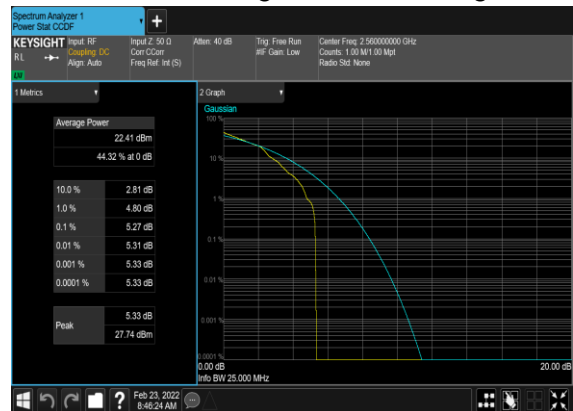 Spectrum Analyzer 1
Power Stat CCDF
+
KEYSIGHT
RL
LW
Input: RF
Coupling: DC
Align: Auto
Input Z: 50 Ω
Corr CCorr
Freq Ref: Int (S)
Atten: 40 dB
Trig: Free Run
#IF Gain: Low
Center Freq: 2.560000000 GHz
Counts: 1.00 M/1.00 Mpt
Radio Std: None
1 Metrics
Average Power
22.41 dBm
44.32 % at 0 dB
10.0 % 2.81 dB
1.0 % 4.80 dB
0.1 % 5.27 dB
0.01 % 5.31 dB
0.001 % 5.33 dB
0.0001 % 5.33 dB
Peak
5.33 dB
27.74 dBm
2 Graph
Gaussian
100 %
10 %
1 %
0.1 %
0.01 %
0.001 %
0.0001 %
0.00 dB 20.00 dB
Info BW 25.000 MHz
?
Feb 23, 2022
8:46:24 AM